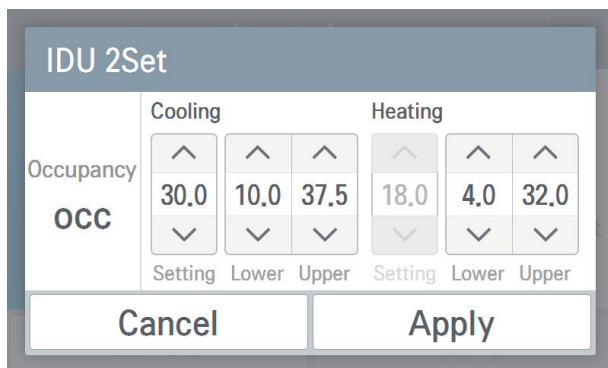 IDU 2Set
Cooling Heating
Occupancy
OCC
30.0 10.0 37.5 18.0 4.0 32.0
Setting Lower Upper Setting Lower Upper
Cancel Apply